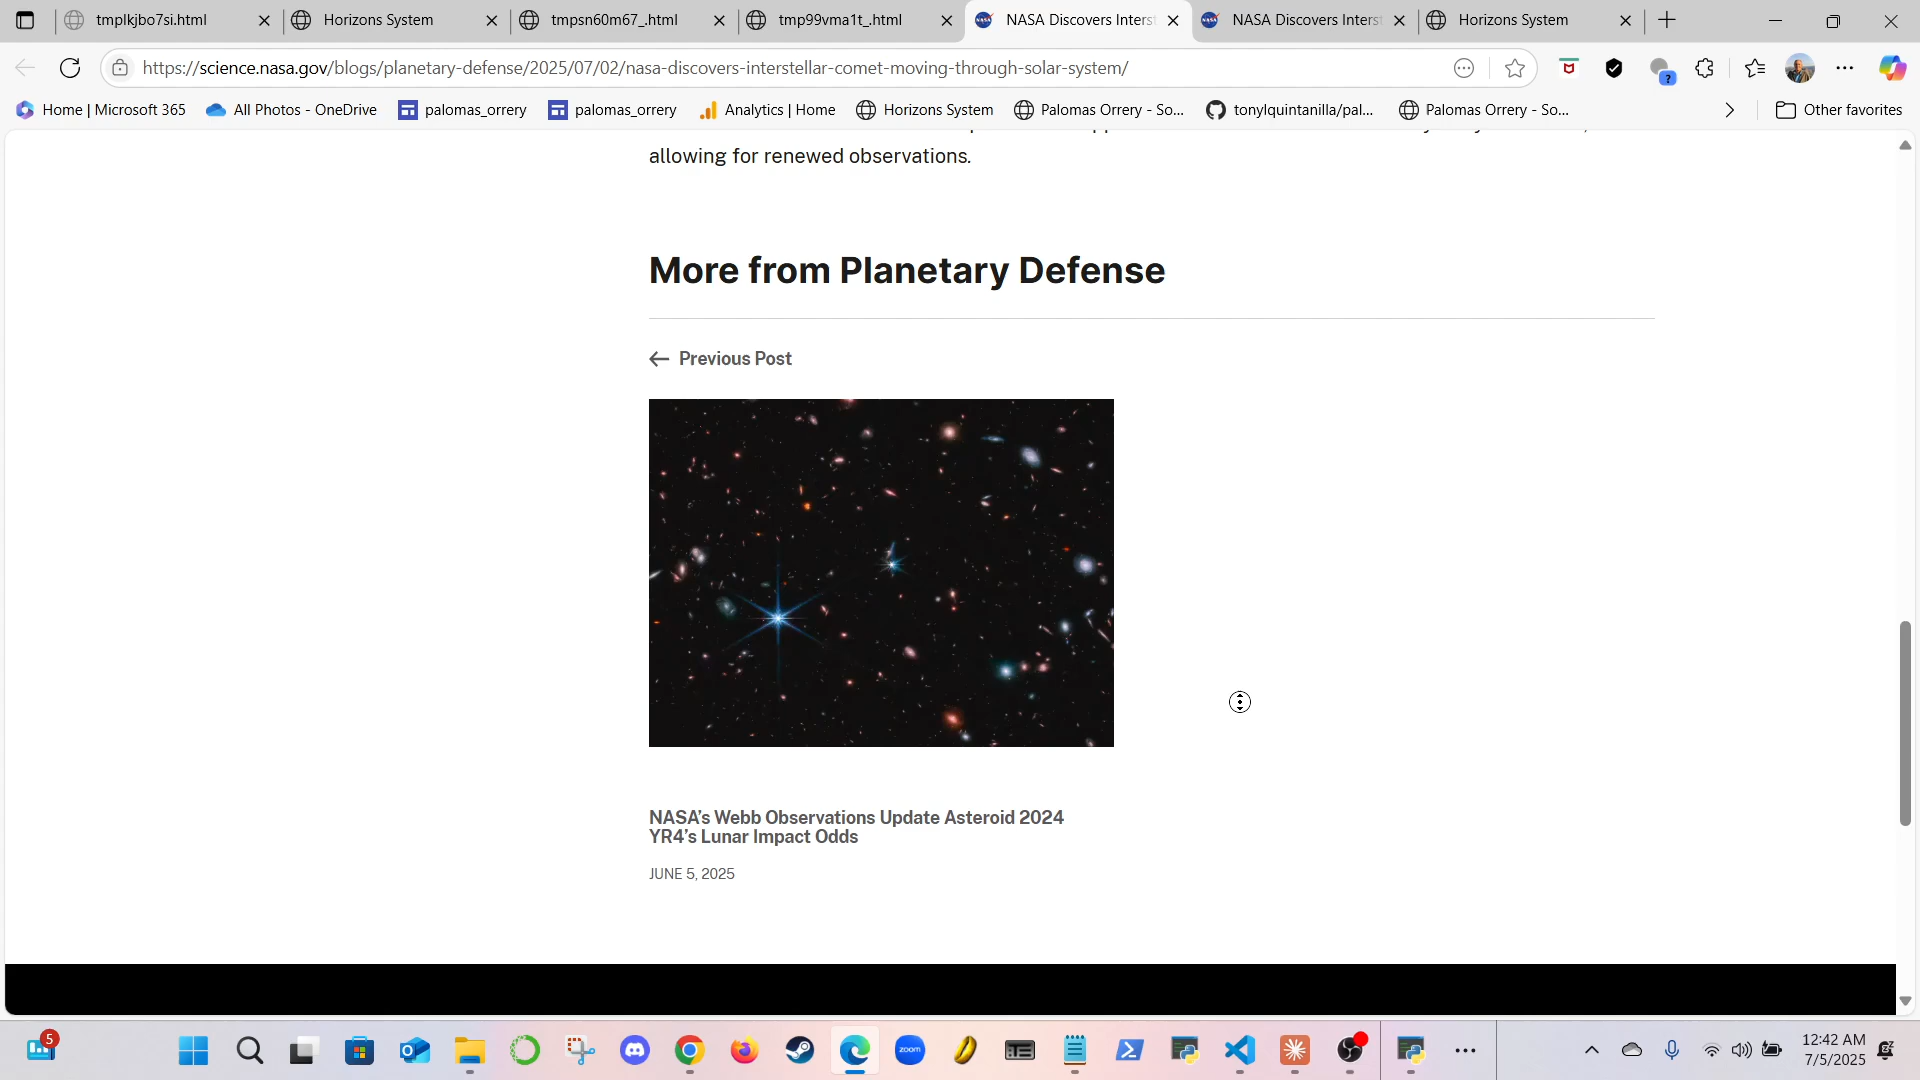 tmplkjbo7si.html
Horizons System
tmpsn60m67_.html
tmp99vma1t_.html
NASA Discovers Interst
NASA Discovers Interst
Horizons System
https://science.nasa.gov/blogs/planetary-defense/2025/07/02/nasa-discovers-interstellar-comet-moving-through-solar-system/
Home | Microsoft 365
All Photos - OneDrive
palomas_orrery
palomas_orrery
Analytics | Home
Horizons System
Palomas Orrery - So...
tonylquintanilla/pal...
Palomas Orrery - So...
Other favorites
allowing for renewed observations.
More from Planetary Defense
← Previous Post
NASA's Webb Observations Update Asteroid 2024
YR4's Lunar Impact Odds
JUNE 5, 2025
5
zoom
12:42 AM
7/5/2025